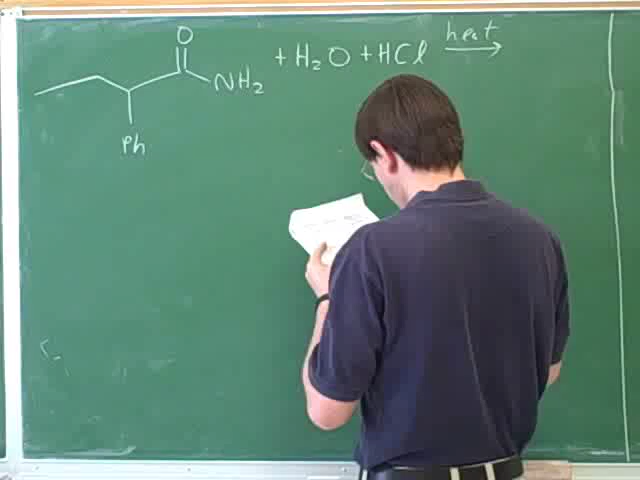 O
NH₂ + H₂O + HCl heat
Ph